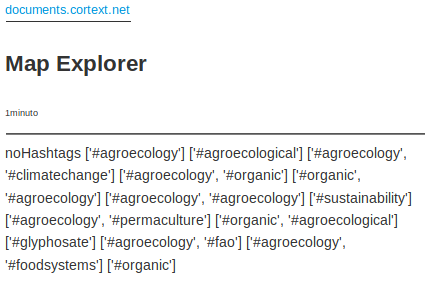 documents.cortext.net
Map Explorer
1minuto
noHashtags ['#agroecology'] ['#agroecological'] ['#agroecology',
'#climatechange'] ['#agroecology', '#organic'] ['#organic',
'#agroecology'] ['#agroecology', '#agroecology'] ['#sustainability']
['#agroecology', '#permaculture'] ['#organic', '#agroecological']
['#glyphosate'] ['#agroecology', '#fao'] ['#agroecology',
'#foodsystems'] ['#organic']